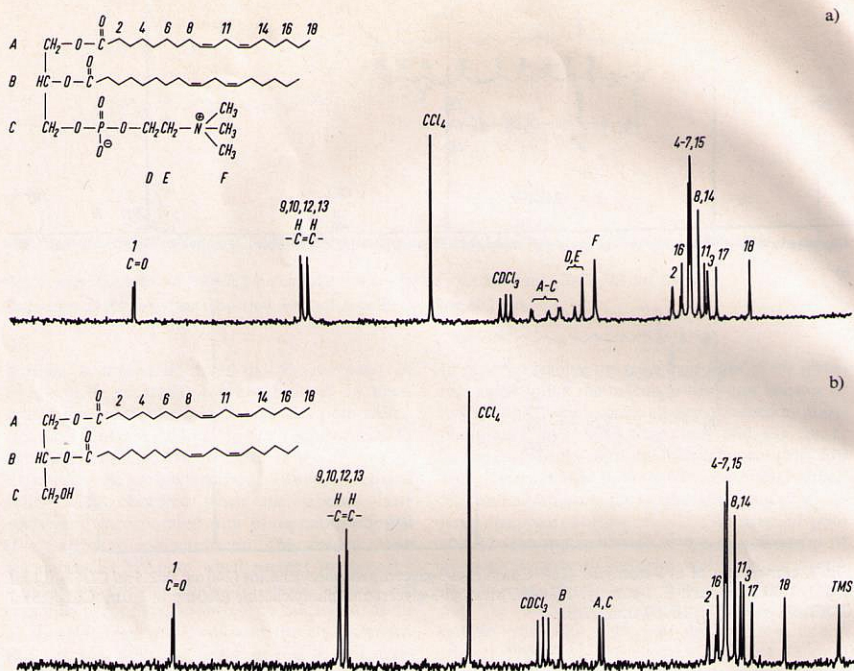 a)
O 2 4 6 8 11 14 16 18
A CH₂ – O – C
O
B HC – O – C
O CH₃
C CH₂ – O – P – O – CH₂CH₂ – N – CH₃
O⊖ ⊕ CH₃
D E F
1
C=O
9,10,12,13
H H
–C=C–
CCl₄
CDCl₃
A–C
D,E
F
4–7,15
8,14
16
11
3
17
2
18
b)
O 2 4 6 8 11 14 16 18
A CH₂ – O – C
O
B HC – O – C
C CH₂OH
1
C=O
9,10,12,13
H H
–C=C–
CCl₄
CDCl₃
B
A,C
4–7,15
8,14
16
11
3
2
17
18
TMS